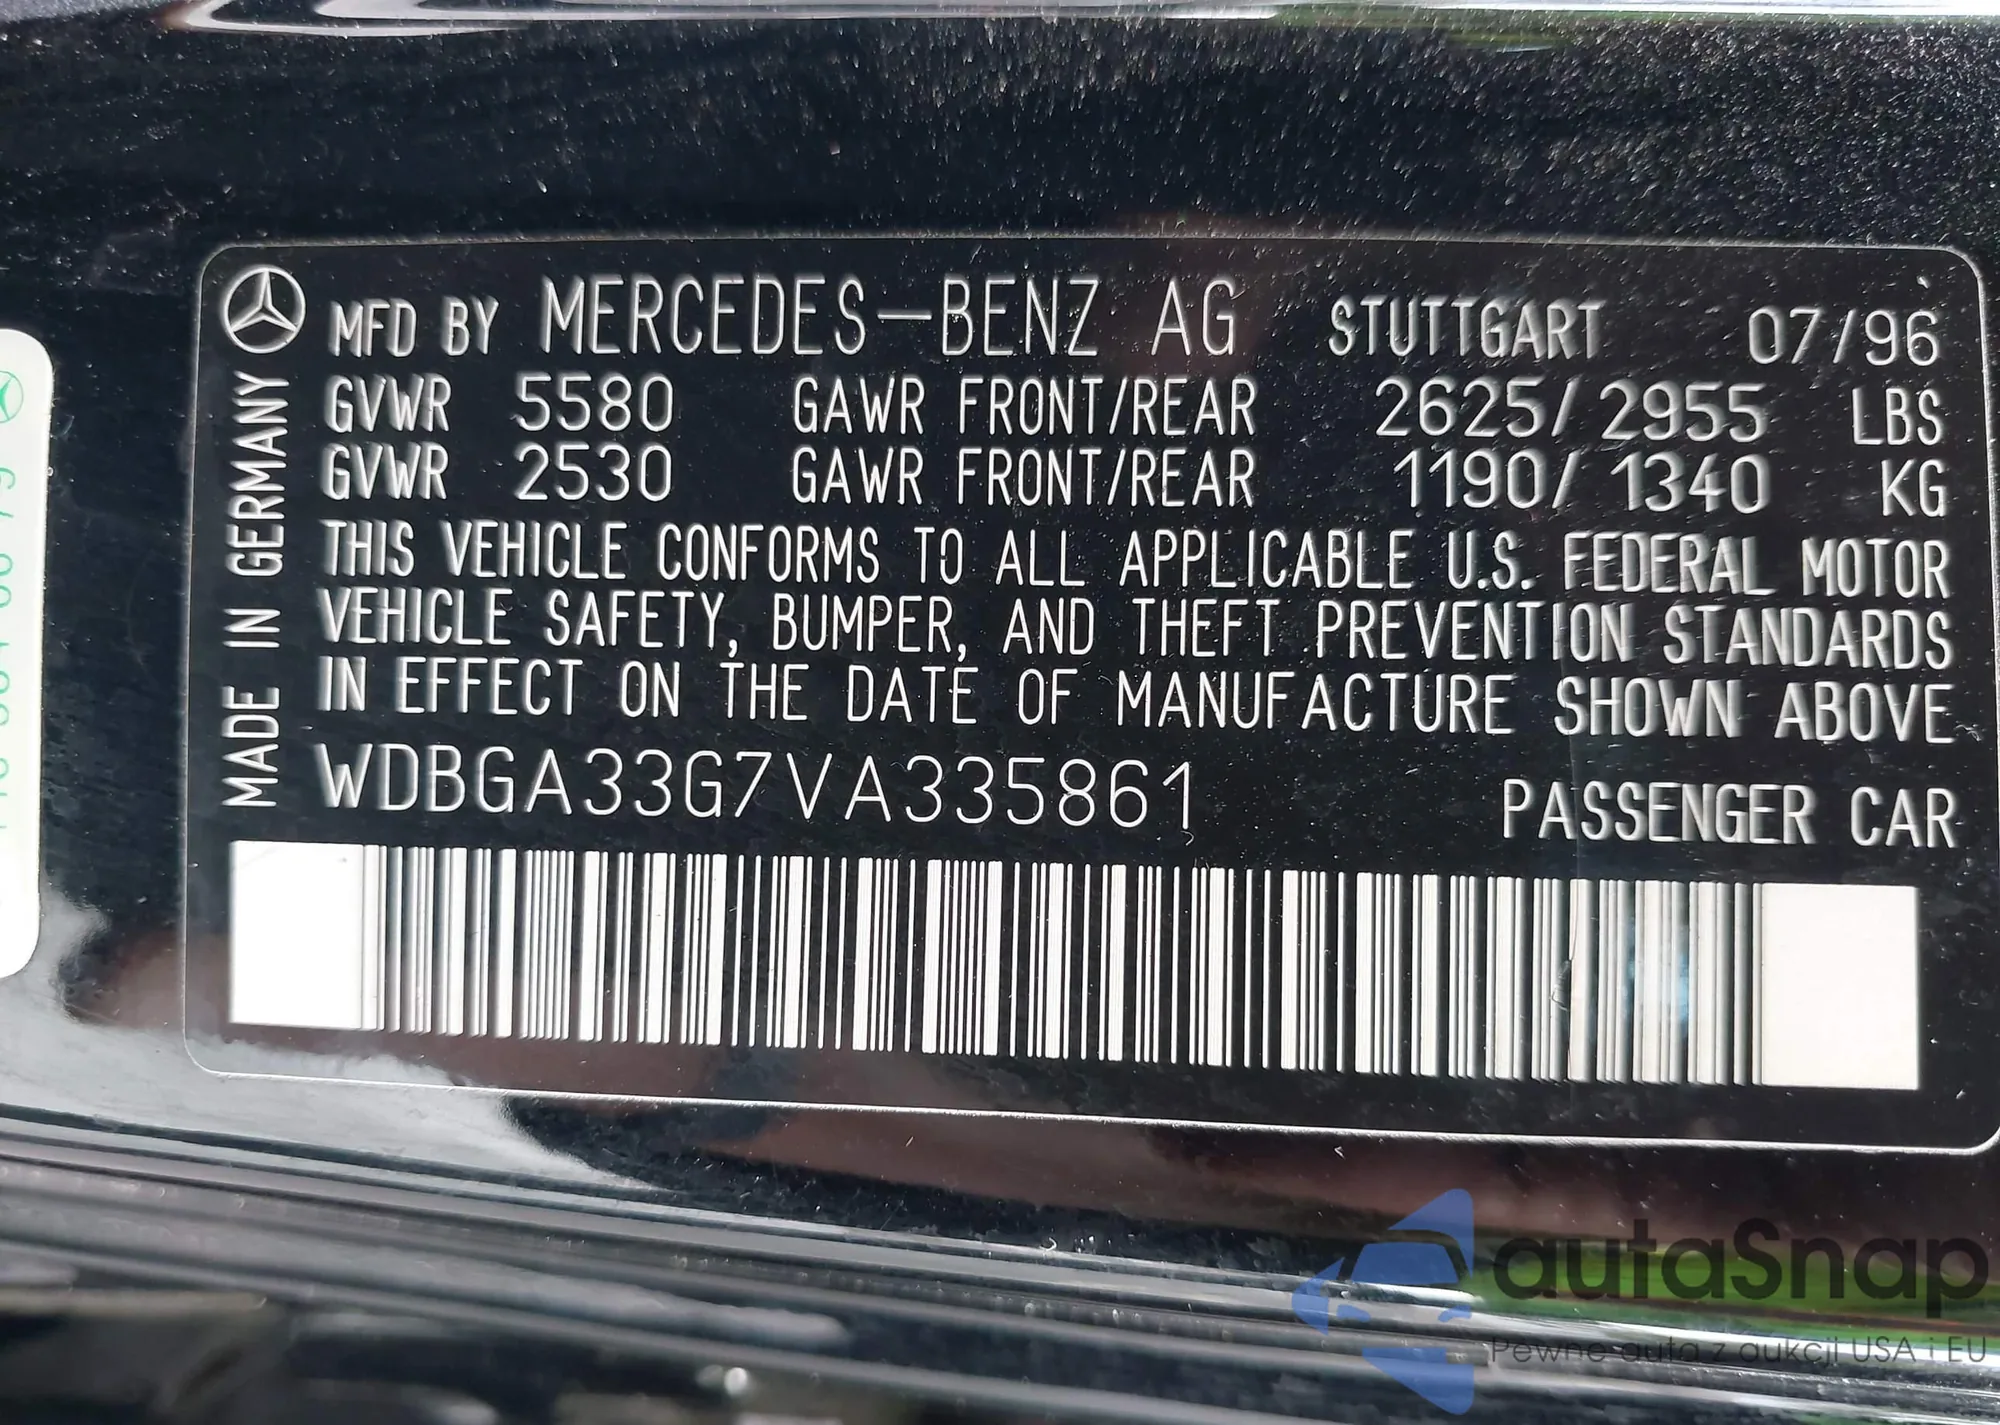 MFD BY MERCEDES-BENZ AG STUTTGART 07/96
GVWR 5580 GAWR FRONT/REAR 2625/2955 LBS
GVWR 2530 GAWR FRONT/REAR 1190/1340 KG
THIS VEHICLE CONFORMS TO ALL APPLICABLE U.S. FEDERAL MOTOR
VEHICLE SAFETY, BUMPER, AND THEFT PREVENTION STANDARDS
IN EFFECT ON THE DATE OF MANUFACTURE SHOWN ABOVE
WDBGA33G7VA335861 PASSENGER CAR
MADE IN GERMANY
autaSnap
Pewne auta z aukcji USA i EU